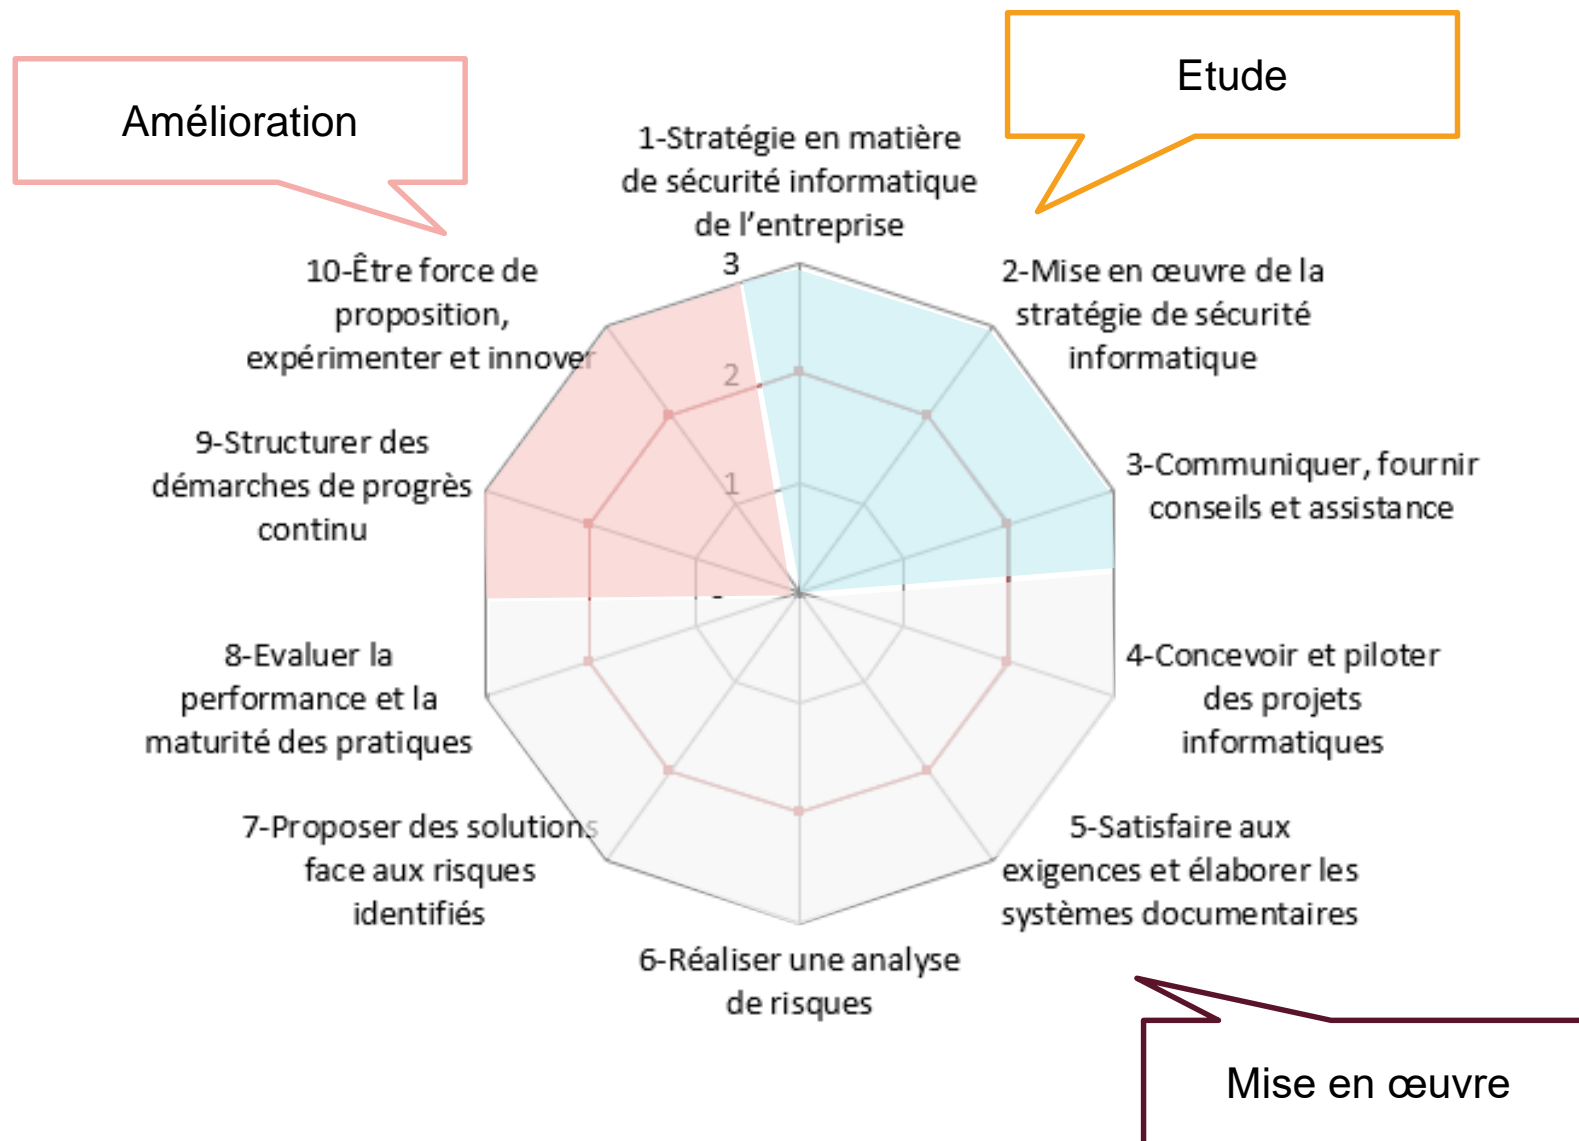 Amélioration
Etude
1-Stratégie en matière
de sécurité informatique
de l’entreprise
2-Mise en œuvre de la
stratégie de sécurité
informatique
3-Communiquer, fournir
conseils et assistance
4-Concevoir et piloter
des projets
informatiques
5-Satisfaire aux
exigences et élaborer les
systèmes documentaires
6-Réaliser une analyse
de risques
7-Proposer des solutions
face aux risques
identifiés
8-Evaluer la
performance et la
maturité des pratiques
9-Structurer des
démarches de progrès
continu
10-Être force de
proposition,
expérimenter et innover
3
2
1
Mise en œuvre